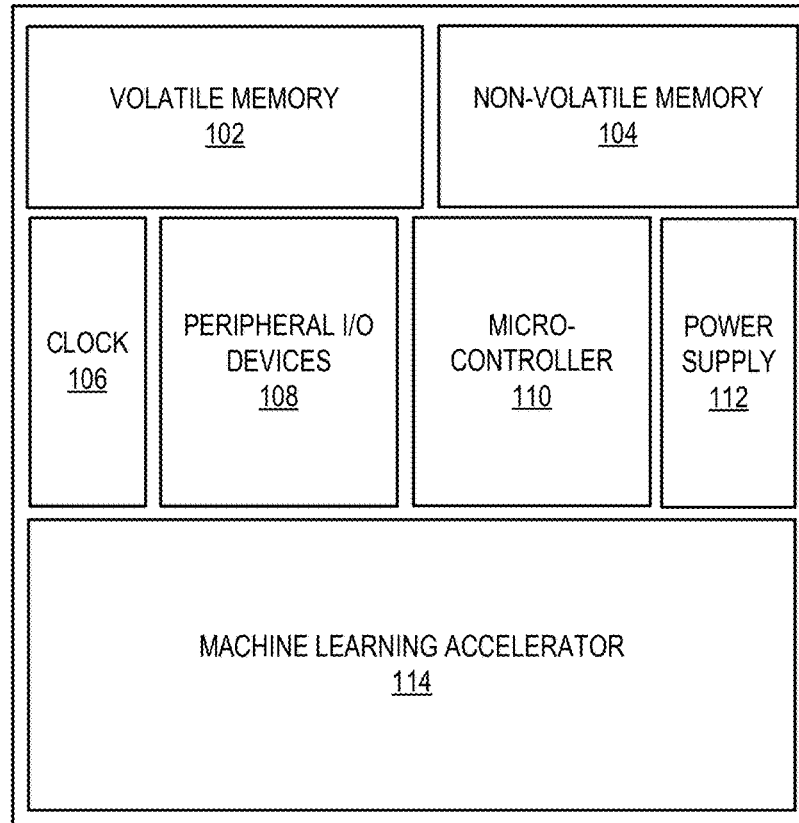 VOLATILE MEMORY
102
NON-VOLATILE MEMORY
104
CLOCK
106
PERIPHERAL I/O
DEVICES
108
MICRO-
CONTROLLER
110
POWER
SUPPLY
112
MACHINE LEARNING ACCELERATOR
114